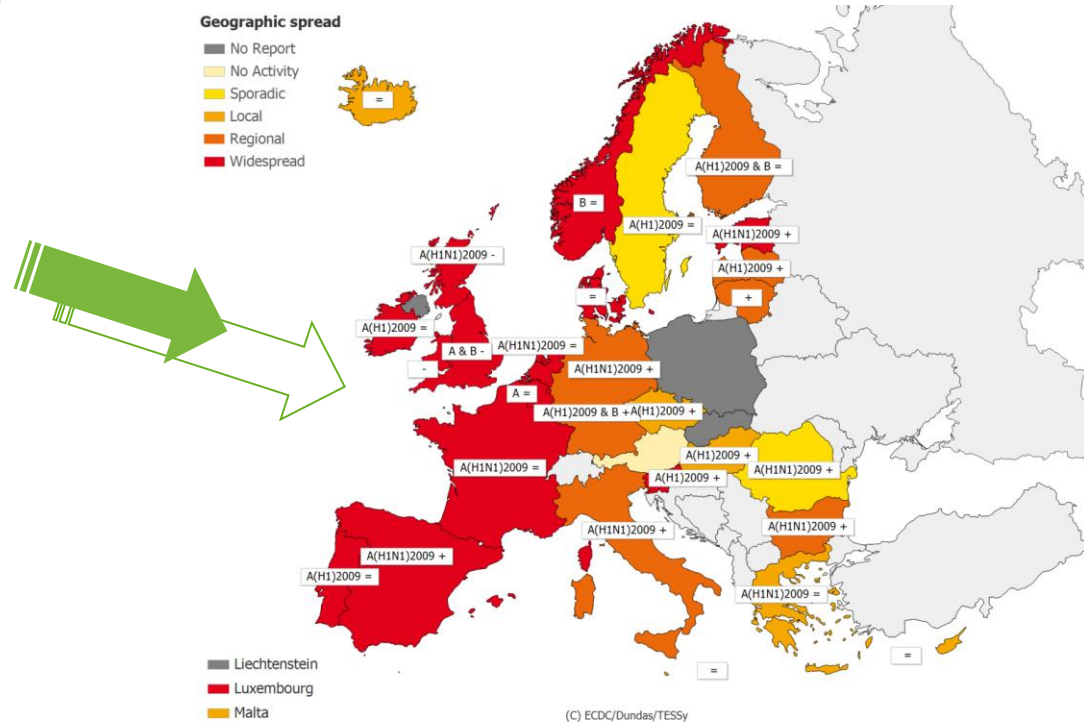 Geographic spread
No Report
No Activity
Sporadic
Local
Regional
Widespread
=
A(H1)2009 & B =
B =
A(H1)2009 =
A(H1N1)2009 +
A(H1N1)2009 -
A(H1)2009 +
=
+
A(H1)2009 =
A & B -
A(H1N1)2009 =
-
A(H1N1)2009 +
A =
A(H1)2009 & B +
A(H1)2009 +
A(H1)2009 +
A(H1N1)2009 =
A(H1N1)2009 +
A(H1)2009 +
A(H1N1)2009 +
A(H1N1)2009 +
A(H1N1)2009 +
A(H1)2009 =
A(H1N1)2009 =
=
=
Liechtenstein
Luxembourg
Malta
(C) ECDC/Dundas/TESSy